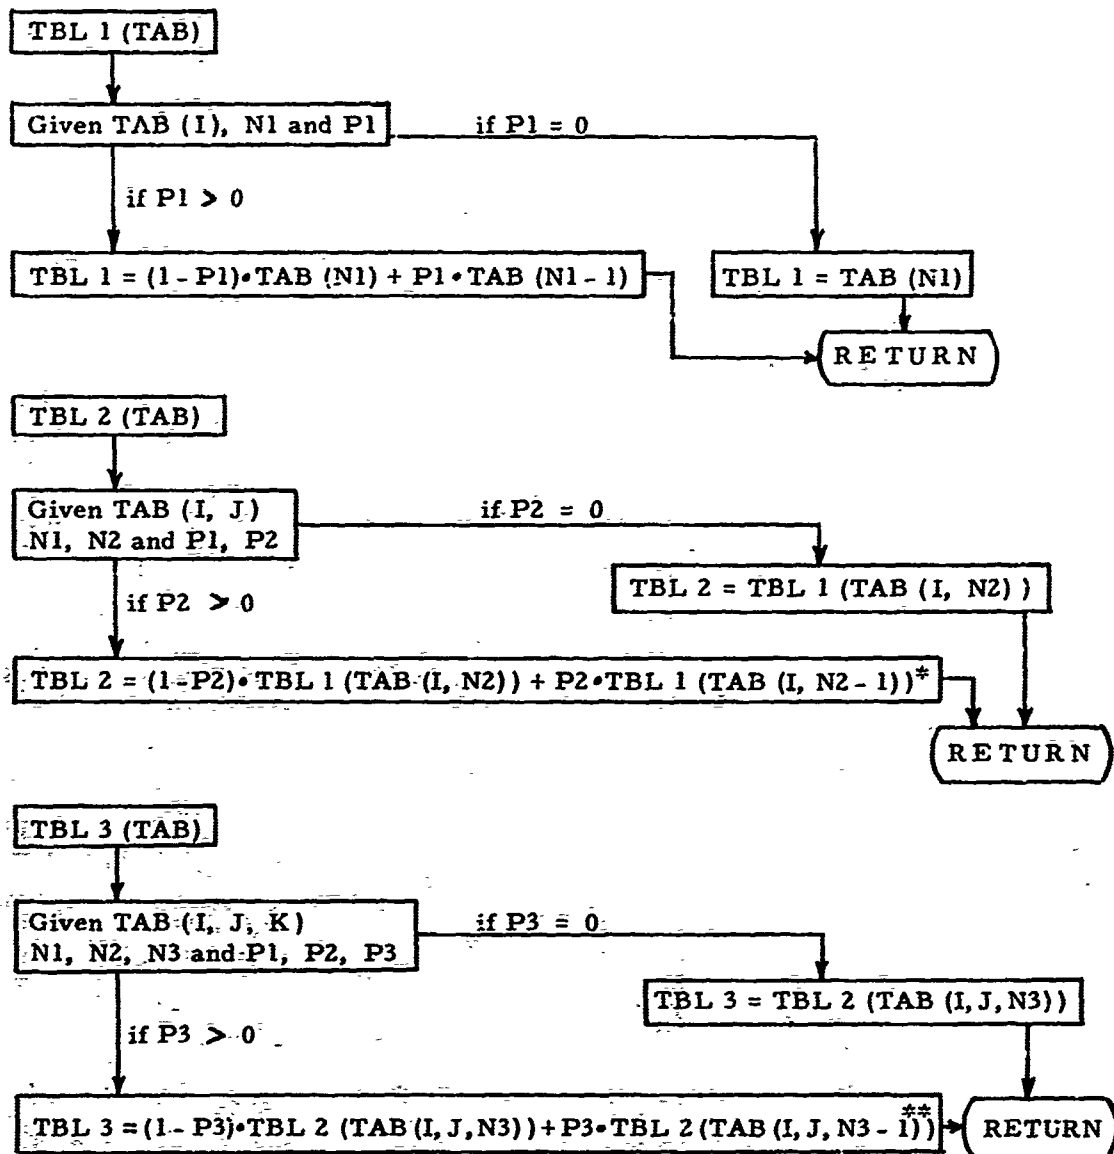 TBL 1 (TAB)
Given TAB (I), N1 and P1
if P1 = 0
if P1 > 0
TBL 1 = (1 - P1)• TAB (N1) + P1 • TAB (N1 - 1)
TBL 1 = TAB (N1)
RETURN
TBL 2 (TAB)
Given TAB (I, J)
N1, N2 and P1, P2
if P2 = 0
if P2 > 0
TBL 2 = TBL 1 (TAB (I, N2) )
TBL 2 = (1-P2)• TBL 1 (TAB (I, N2)) + P2• TBL 1 (TAB (I, N2 - 1))*
RETURN
TBL 3 (TAB)
Given TAB (I, J, K)
N1, N2, N3 and P1, P2, P3
if P3 = 0
if P3 > 0
TBL 3 = TBL 2 (TAB (I, J, N3))
TBL 3 = (1- P3)• TBL 2 (TAB (I, J, N3)) + P3• TBL 2 (TAB (I, J, N3 - 1))**
RETURN